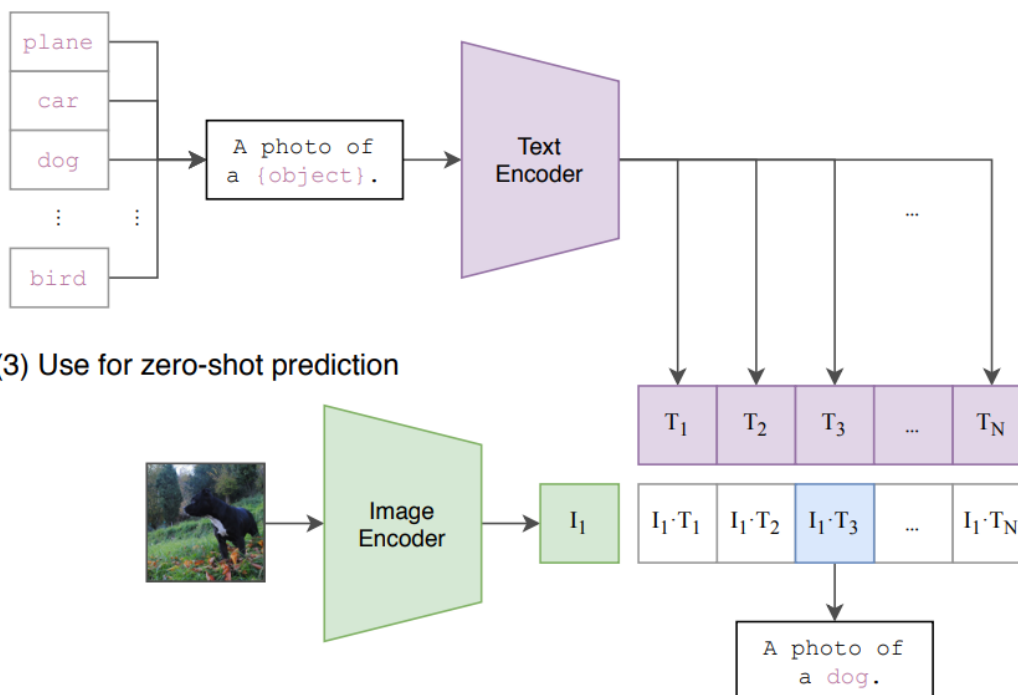 plane
car
dog
⋮ ⋮
bird
A photo of
a {object}.
Text
Encoder
...
(3) Use for zero-shot prediction
T1 T2 T3 ... TN
Image
Encoder
I1
I1·T1 I1·T2 I1·T3 ... I1·TN
A photo of
a dog.